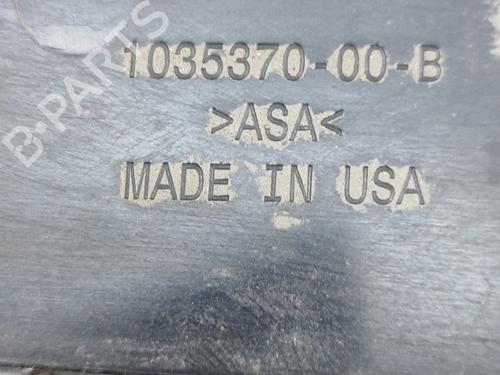 1035370-00-B
>ASA<
MADE IN USA
B-PARTS